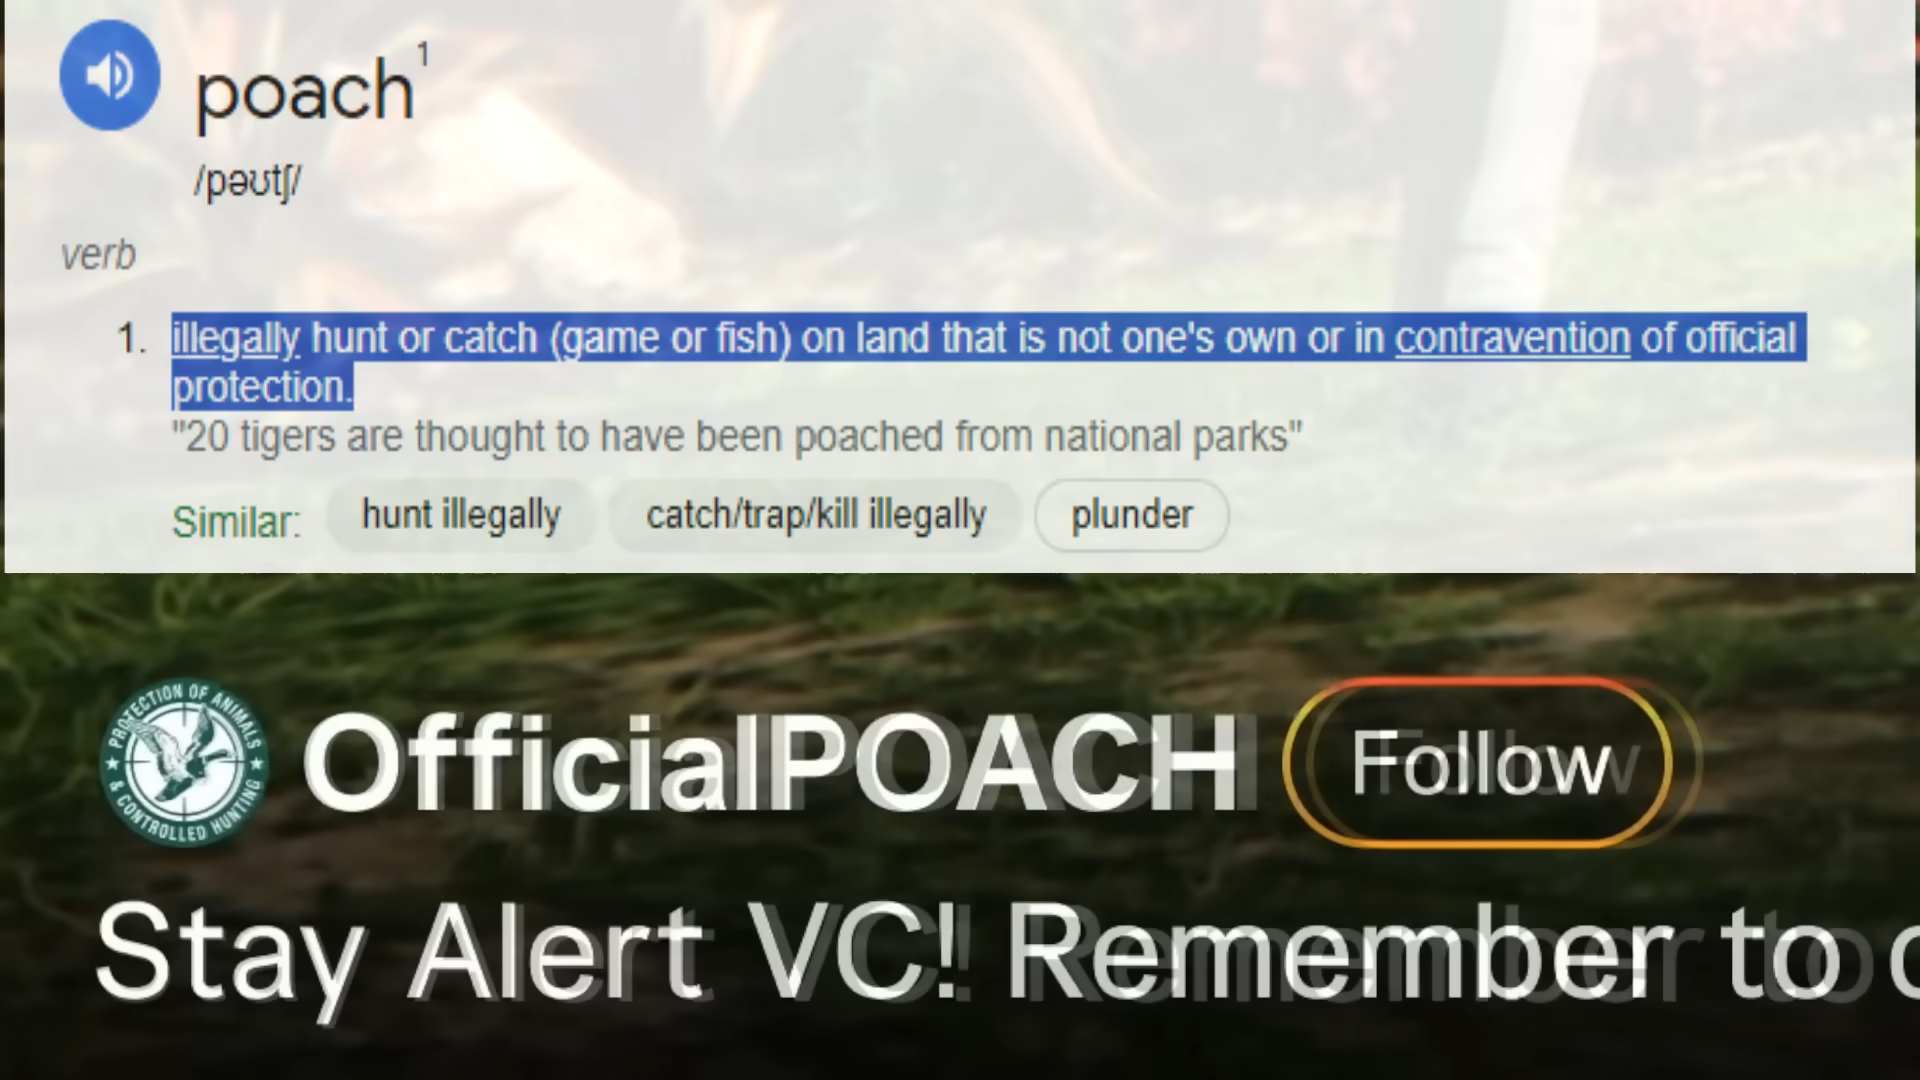 poach¹
/pəʊtʃ/
verb
1. illegally hunt or catch (game or fish) on land that is not one's own or in contravention of official
protection.
"20 tigers are thought to have been poached from national parks"
Similar: hunt illegally catch/trap/kill illegally plunder
PROTECTION OF ANIMALS
& CONTROLLED HUNTING
OfficialPOACH Follow
Stay Alert VC! Remember to